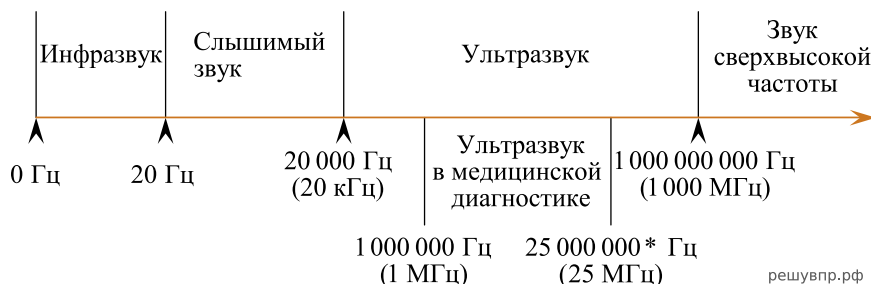 Инфразвук
Слышимый
звук
Ультразвук
Звук
сверхвысокой
частоты
0 Гц
20 Гц
20 000 Гц
(20 кГц)
Ультразвук
в медицинской
диагностике
1 000 000 000 Гц
(1 000 МГц)
1 000 000 Гц
(1 МГц)
25 000 000* Гц
(25 МГц)
решувпр.рф